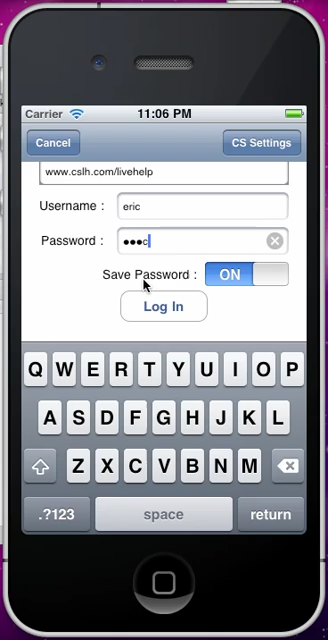 Carrier 11:06 PM
Cancel CS Settings
www.cslh.com/livehelp
Username : eric
Password : •••c
Save Password : ON
Log In
Q W E R T Y U I O P
A S D F G H J K L
Z X C V B N M
.?123 space return